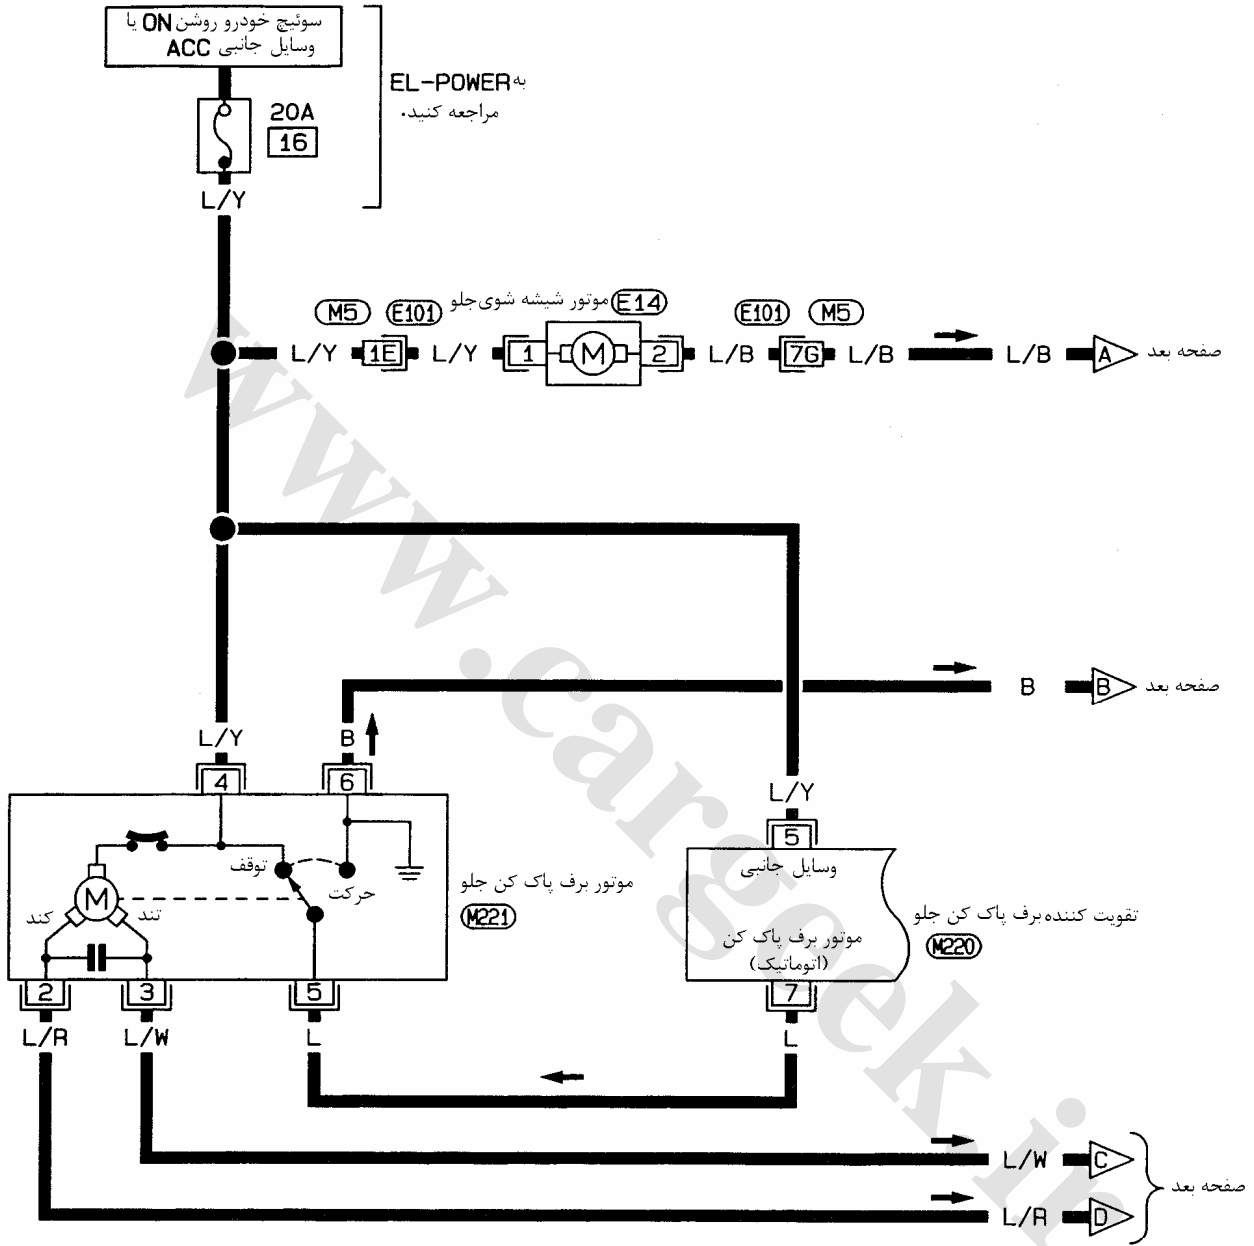 سوئیچ خودرو روشن ON یا
وسایل جانبی ACC
به EL-POWER
مراجعه کنید.
20A
16
L/Y
M5
E101
موتور شیشه شوی جلو
E14
E101
M5
L/Y
1E
L/Y
1
M
2
L/B
7G
L/B
L/B
A
صفحه بعد
B
B
صفحه بعد
L/Y
B
4
6
L/Y
5
توقف
حرکت
M
کند
تند
موتور برف پاک کن جلو
M221
وسایل جانبی
موتور برف پاک کن
(اتوماتیک)
تقویت کننده برف پاک کن جلو
M220
2
3
5
7
L/R
L/W
L
L
L/W
C
L/R
D
صفحه بعد
www.cargeek.ir